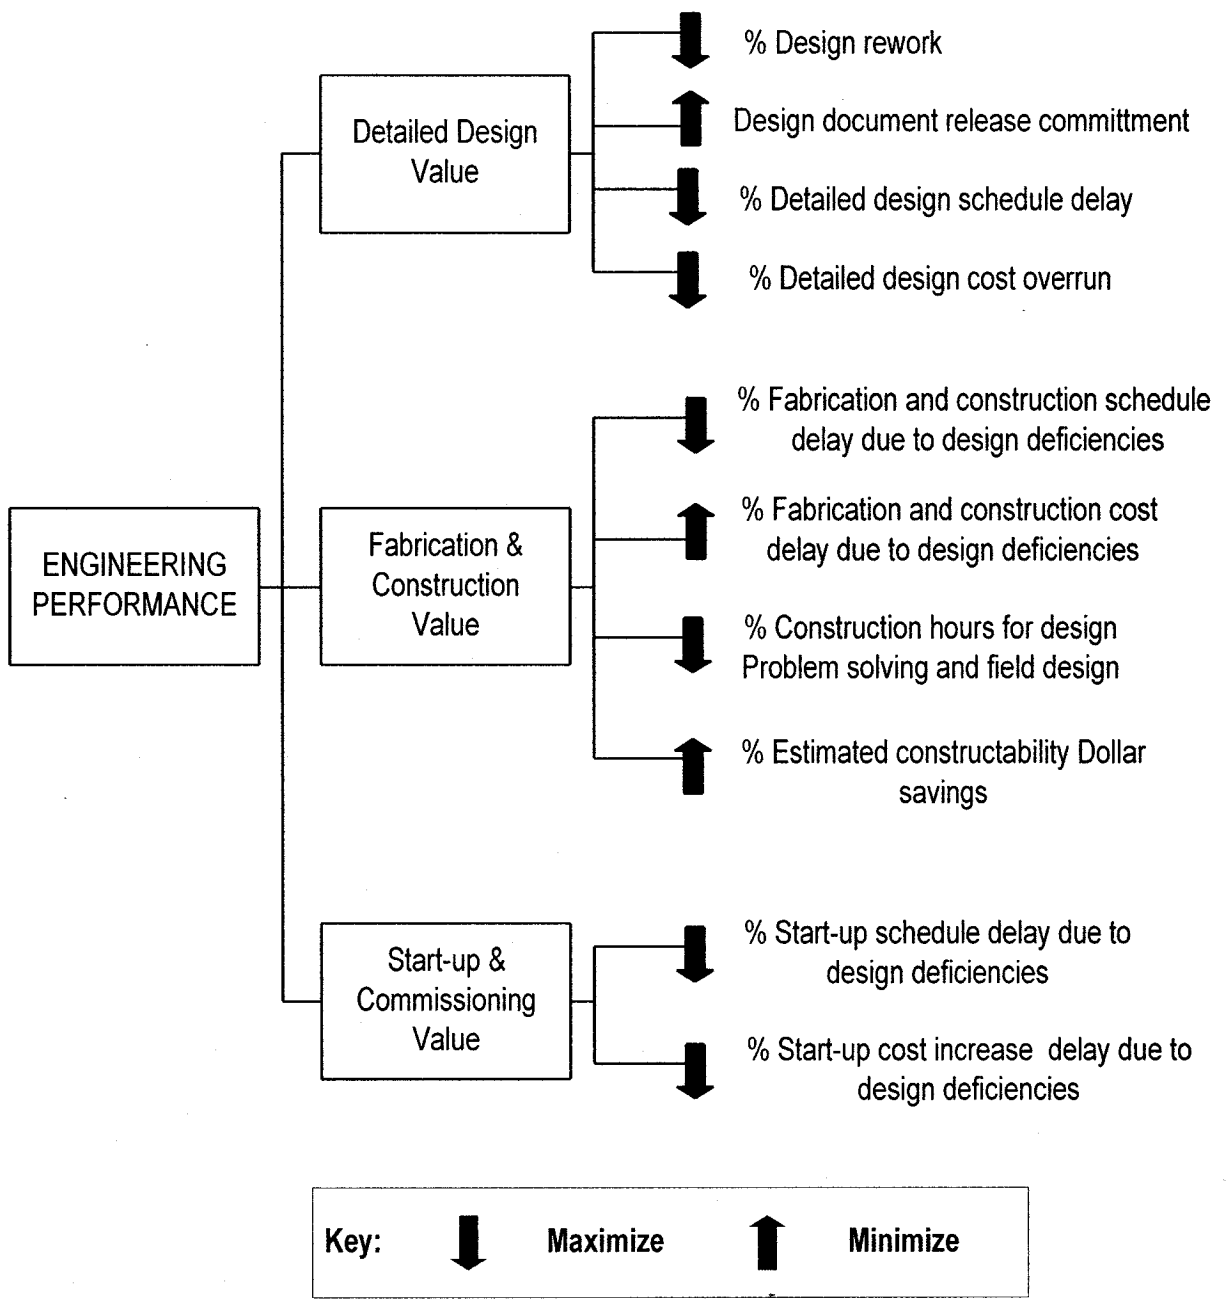 % Design rework
Detailed Design
Value
Design document release committment
% Detailed design schedule delay
% Detailed design cost overrun
ENGINEERING
PERFORMANCE
Fabrication &
Construction
Value
% Fabrication and construction schedule
delay due to design deficiencies
% Fabrication and construction cost
delay due to design deficiencies
% Construction hours for design
Problem solving and field design
% Estimated constructability Dollar
savings
Start-up &
Commissioning
Value
% Start-up schedule delay due to
design deficiencies
% Start-up cost increase delay due to
design deficiencies
Key: Maximize Minimize